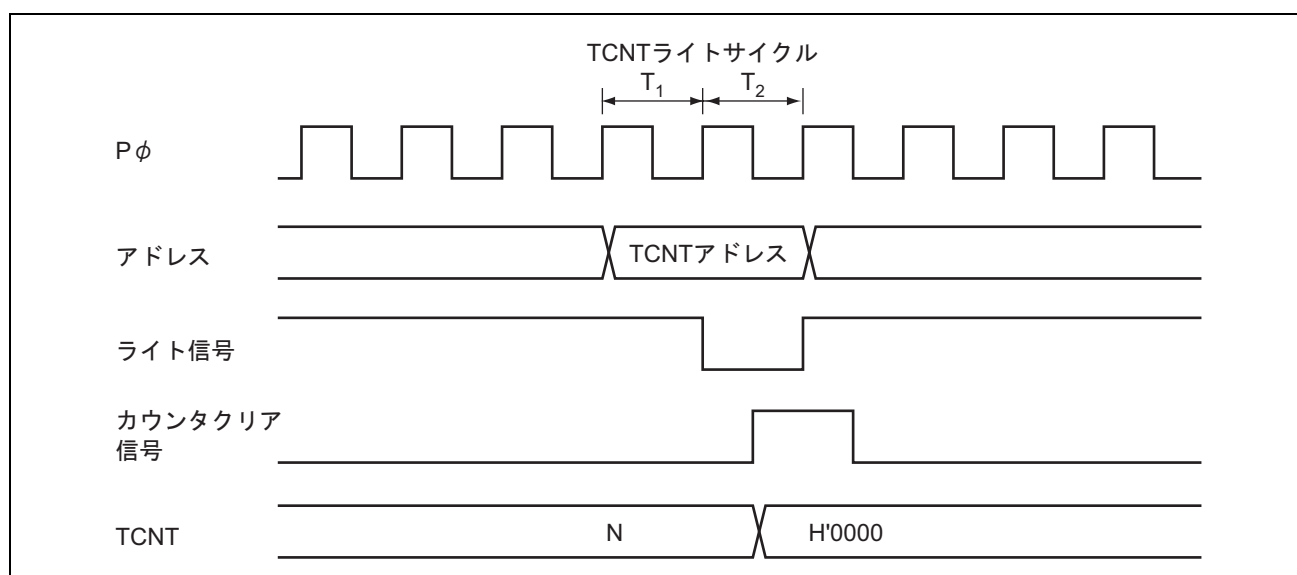 TCNTライトサイクル
T1 T2
Pφ
アドレス
TCNTアドレス
ライト信号
カウンタクリア
信号
TCNT
N
H'0000